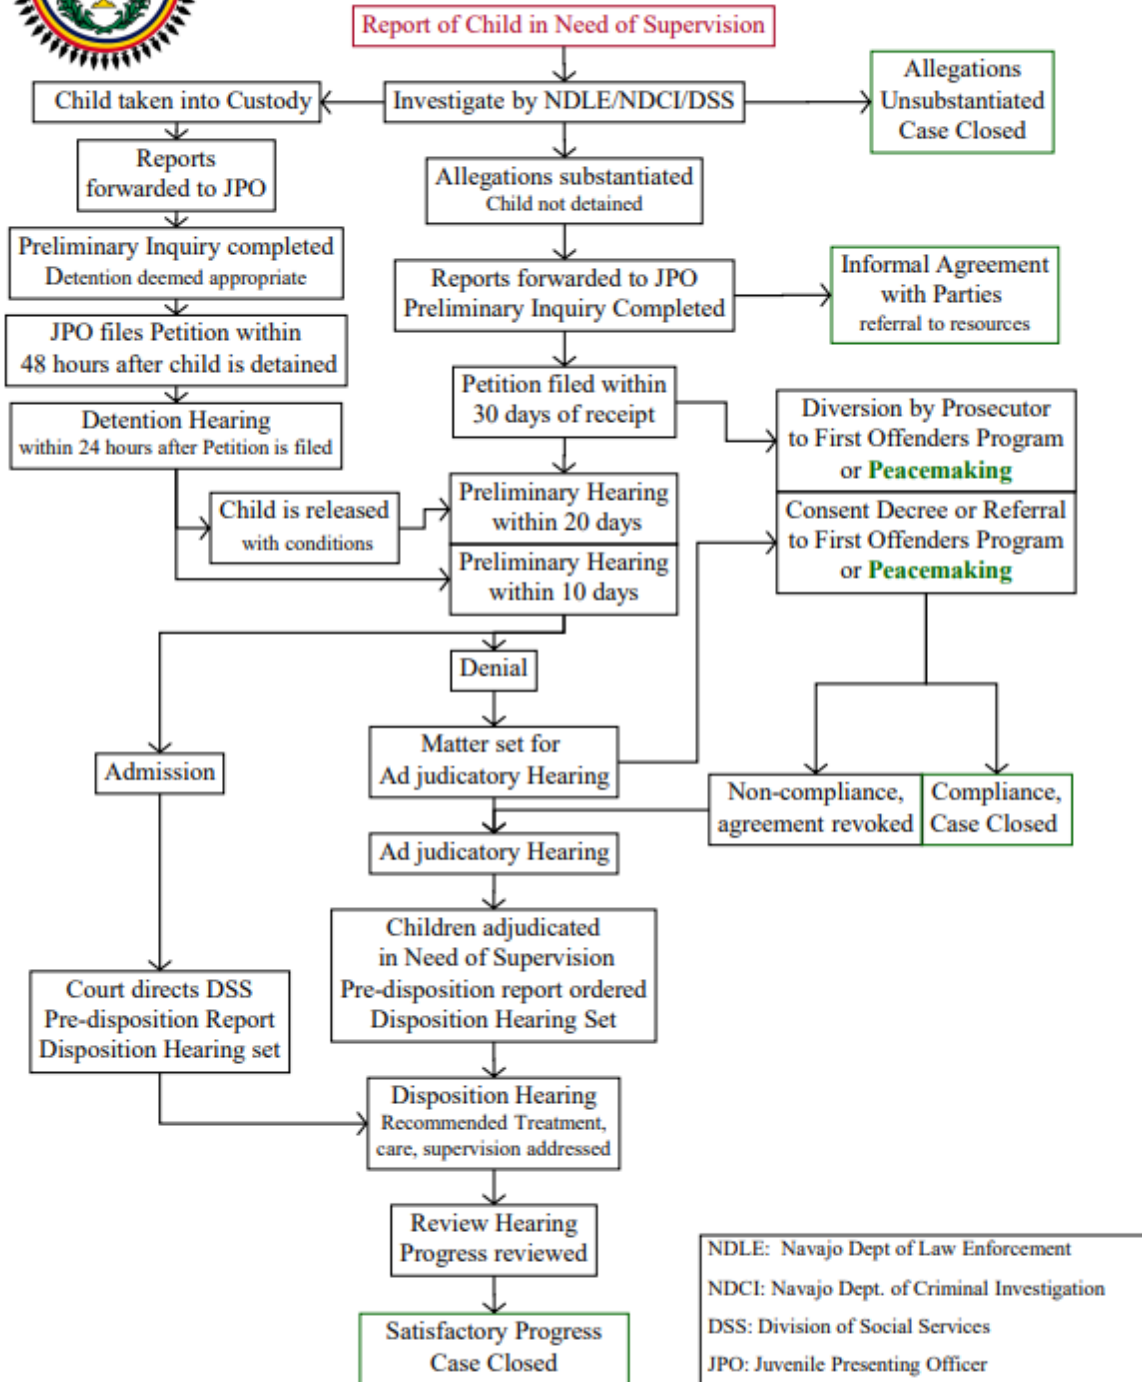 Report of Child in Need of Supervision
Child taken into Custody
Investigate by NDLE/NDCI/DSS
Allegations
Unsubstantiated
Case Closed
Reports
forwarded to JPO
Allegations substantiated
Child not detained
Preliminary Inquiry completed
Detention deemed appropriate
Reports forwarded to JPO
Preliminary Inquiry Completed
Informal Agreement
with Parties
referral to resources
JPO files Petition within
48 hours after child is detained
Petition filed within
30 days of receipt
Detention Hearing
within 24 hours after Petition is filed
Diversion by Prosecutor
to First Offenders Program
or Peacemaking
Child is released
with conditions
Preliminary Hearing
within 20 days
Consent Decree or Referral
to First Offenders Program
or Peacemaking
Preliminary Hearing
within 10 days
Denial
Admission
Matter set for
Ad judicatory Hearing
Non-compliance,
agreement revoked
Compliance,
Case Closed
Ad judicatory Hearing
Children adjudicated
in Need of Supervision
Pre-disposition report ordered
Disposition Hearing Set
Court directs DSS
Pre-disposition Report
Disposition Hearing set
Disposition Hearing
Recommended Treatment,
care, supervision addressed
Review Hearing
Progress reviewed
Satisfactory Progress
Case Closed
NDLE: Navajo Dept of Law Enforcement
NDCI: Navajo Dept. of Criminal Investigation
DSS: Division of Social Services
JPO: Juvenile Presenting Officer